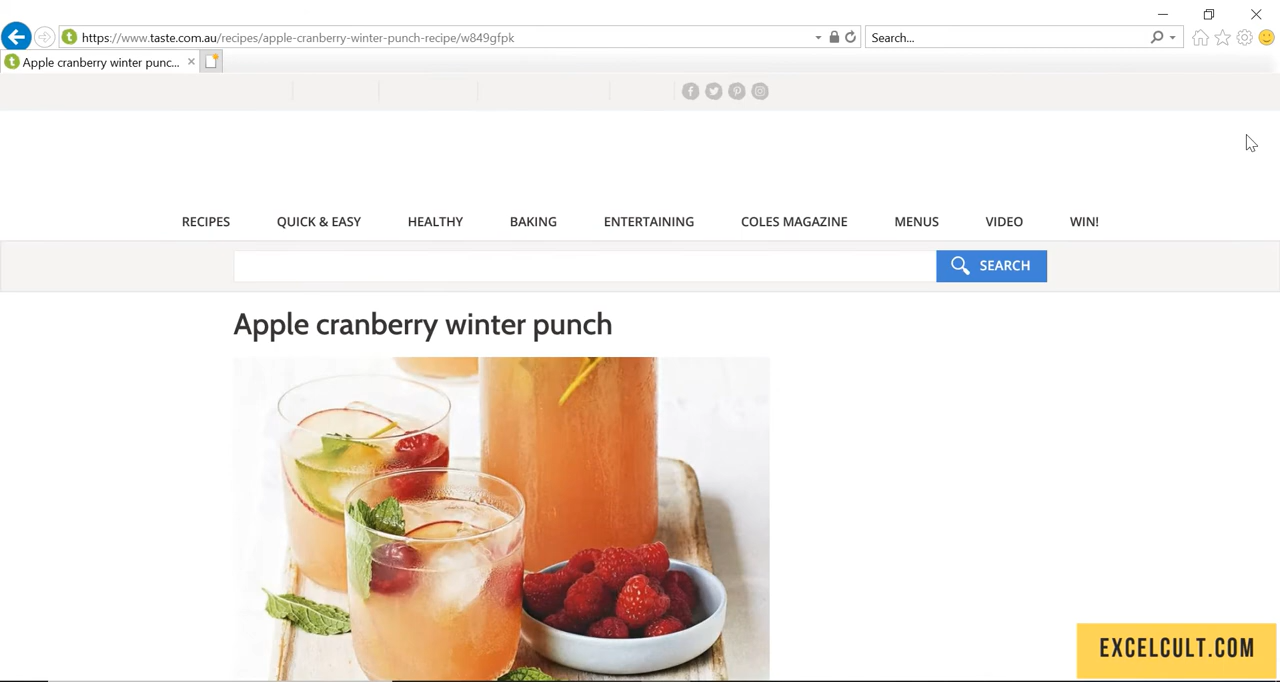 https://www.taste.com.au/recipes/apple-cranberry-winter-punch-recipe/w849gfpk
Search...
Apple cranberry winter punc...
RECIPES QUICK & EASY HEALTHY BAKING ENTERTAINING COLES MAGAZINE MENUS VIDEO WIN!
SEARCH
Apple cranberry winter punch
EXCELCULT.COM